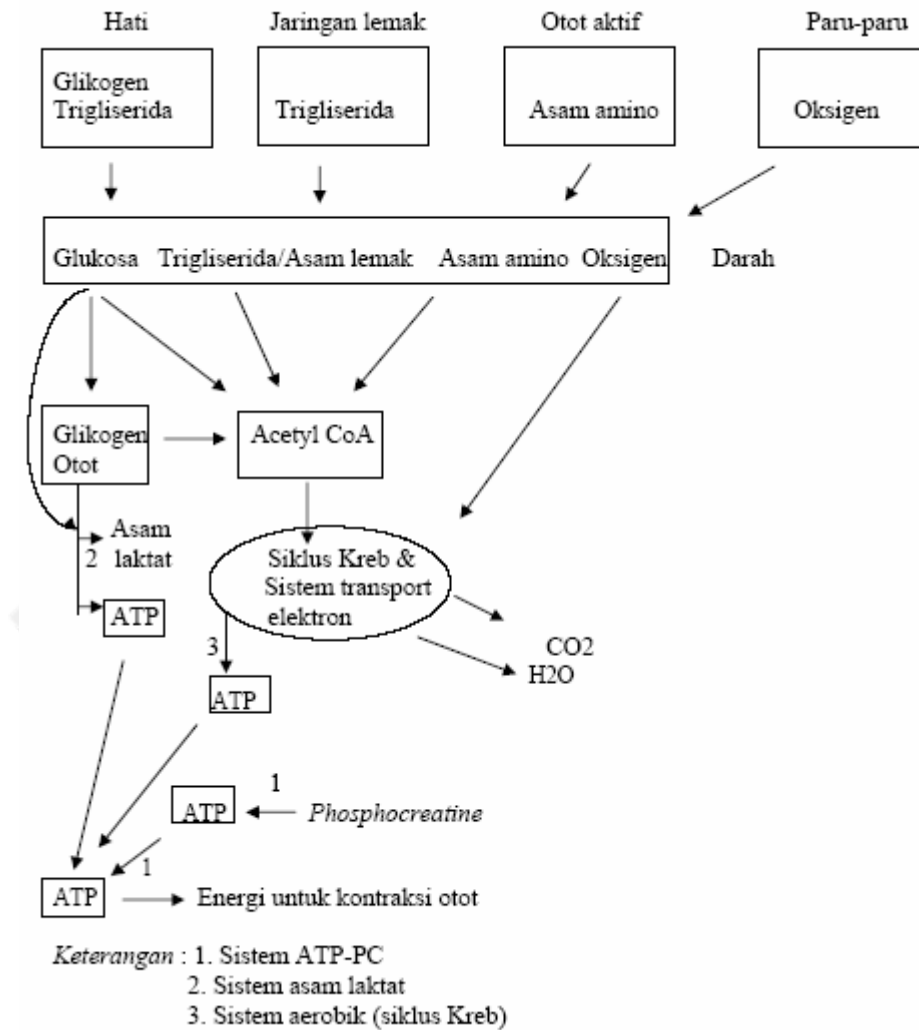 Hati Jaringan lemak Otot aktif Paru-paru
Glikogen
Trigliserida
Trigliserida
Asam amino
Oksigen
Glukosa Trigliserida/Asam lemak Asam amino Oksigen Darah
Glikogen
Otot
Acetyl CoA
Asam
2 laktat
ATP
Siklus Kreb &
Sistem transport
elektron
CO2
H2O
3
ATP
1
ATP
Phosphocreatine
1
ATP
Energi untuk kontraksi otot
Keterangan : 1. Sistem ATP-PC
2. Sistem asam laktat
3. Sistem aerobik (siklus Kreb)